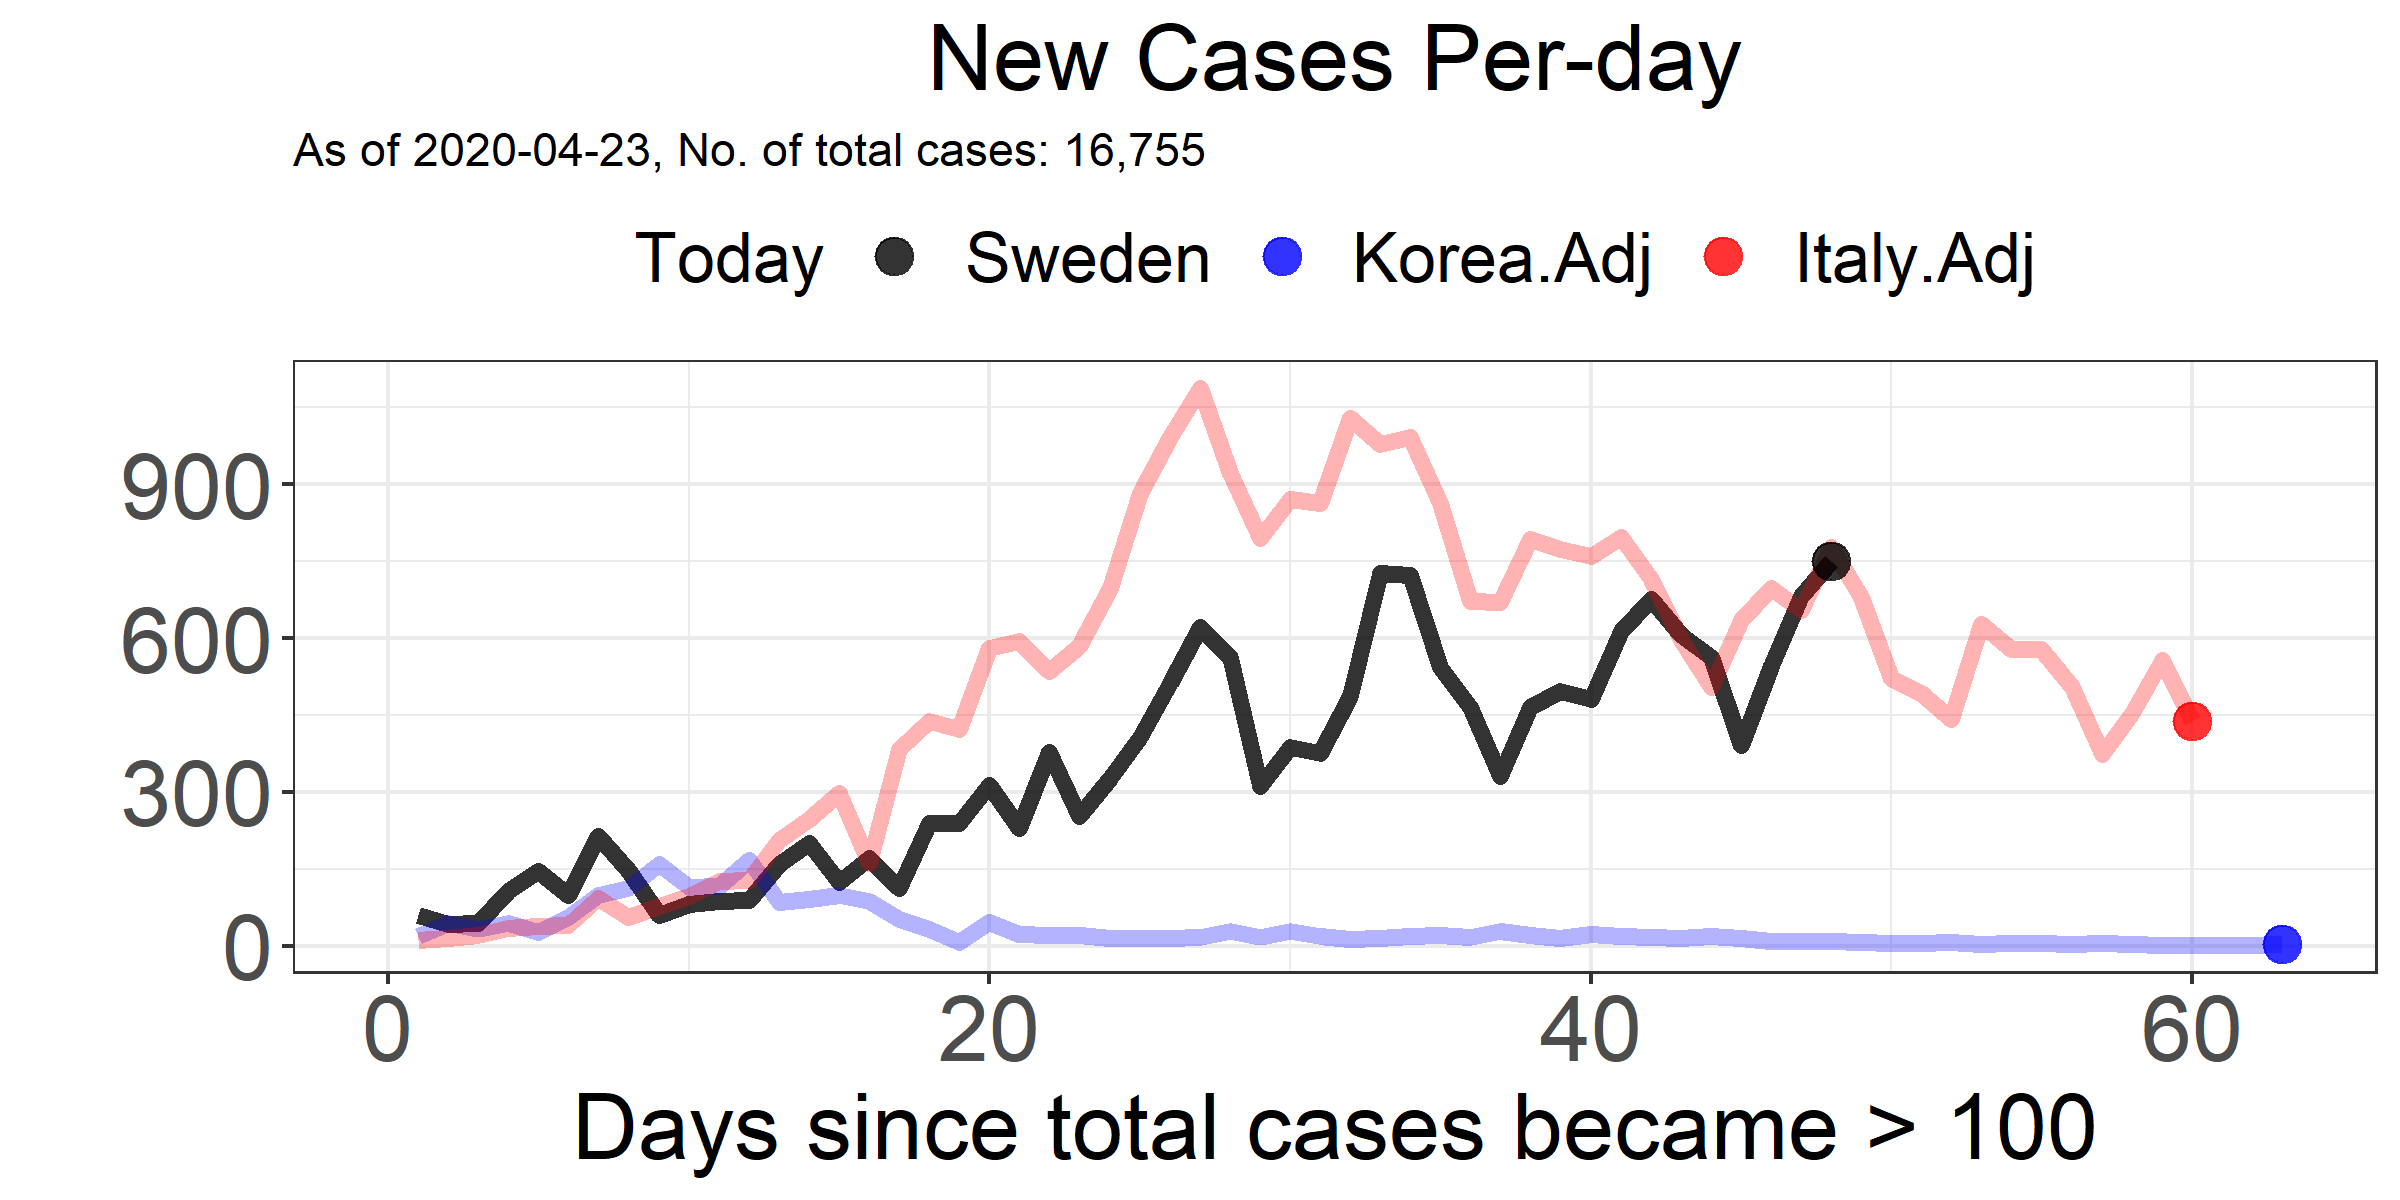 New Cases Per-day
As of 2020-04-23, No. of total cases: 16,755
Today Sweden Korea.Adj Italy.Adj
900
600
300
0
0 20 40 60
Days since total cases became > 100